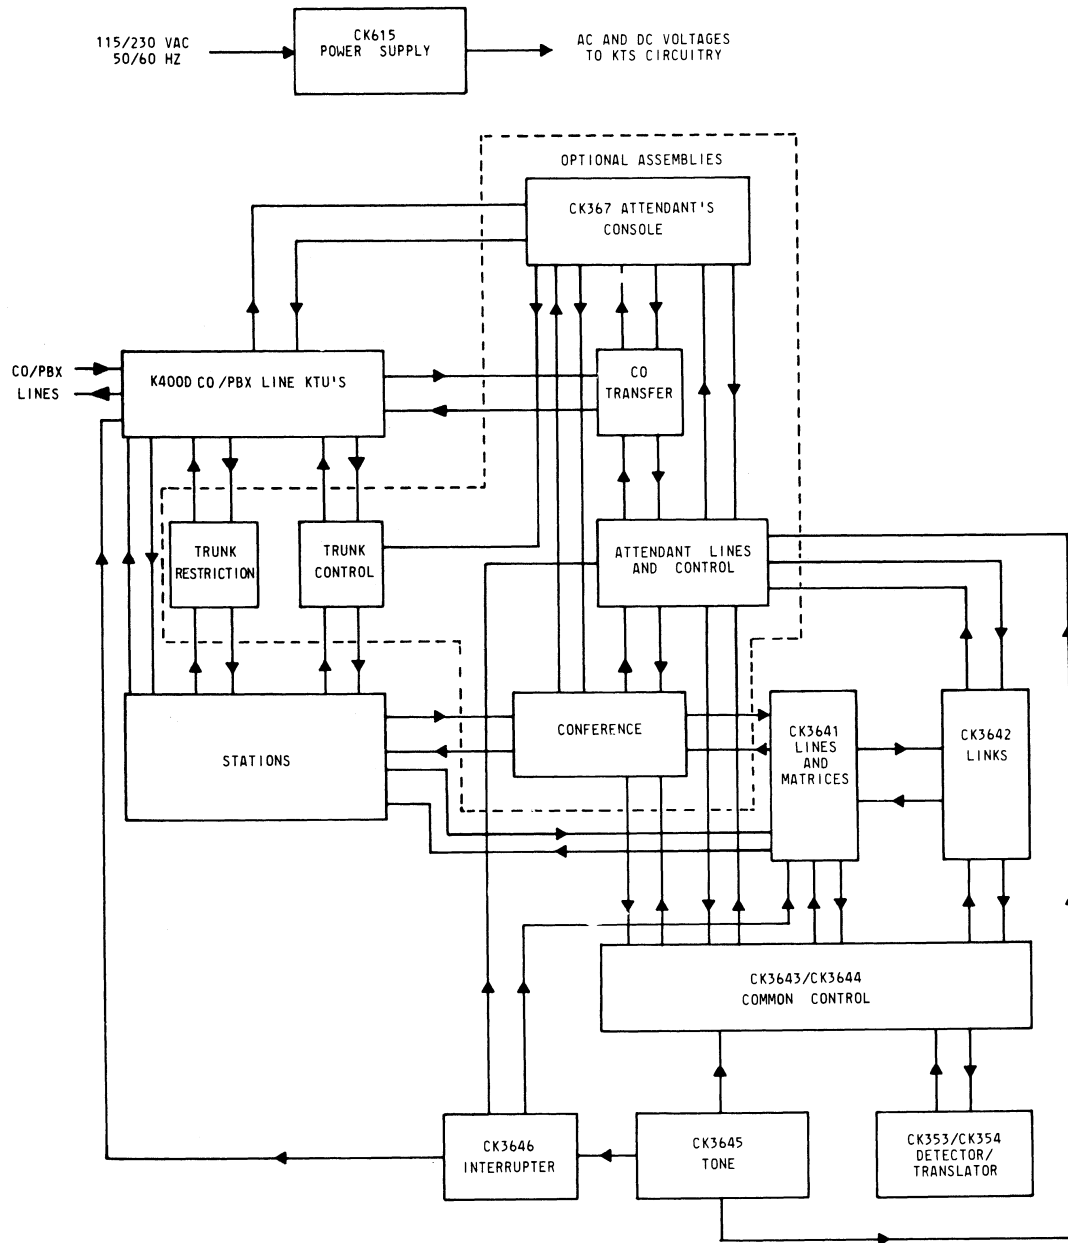 115/230 VAC
50/60 HZ
CK615
POWER SUPPLY
AC AND DC VOLTAGES
TO KTS CIRCUITRY
OPTIONAL ASSEMBLIES
CK367 ATTENDANT'S
CONSOLE
CO/PBX
LINES
K400D CO/PBX LINE KTU'S
CO
TRANSFER
TRUNK
RESTRICTION
TRUNK
CONTROL
ATTENDANT LINES
AND CONTROL
STATIONS
CONFERENCE
CK3641
LINES
AND
MATRICES
CK3642
LINKS
CK3643/CK3644
COMMON CONTROL
CK3646
INTERRUPTER
CK3645
TONE
CK353/CK354
DETECTOR/
TRANSLATOR